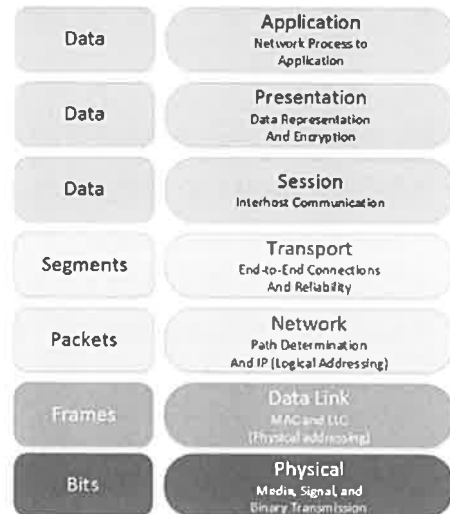 Data
Application
Network Process to
Application
Data
Presentation
Data Representation
And Encryption
Data
Session
Interhost Communication
Segments
Transport
End-to-End Connections
And Reliability
Packets
Network
Path Determination
And IP (Logical Addressing)
Frames
Data Link
MAC and LLC
(Physical addressing)
Bits
Physical
Media, Signal, and
Binary Transmission